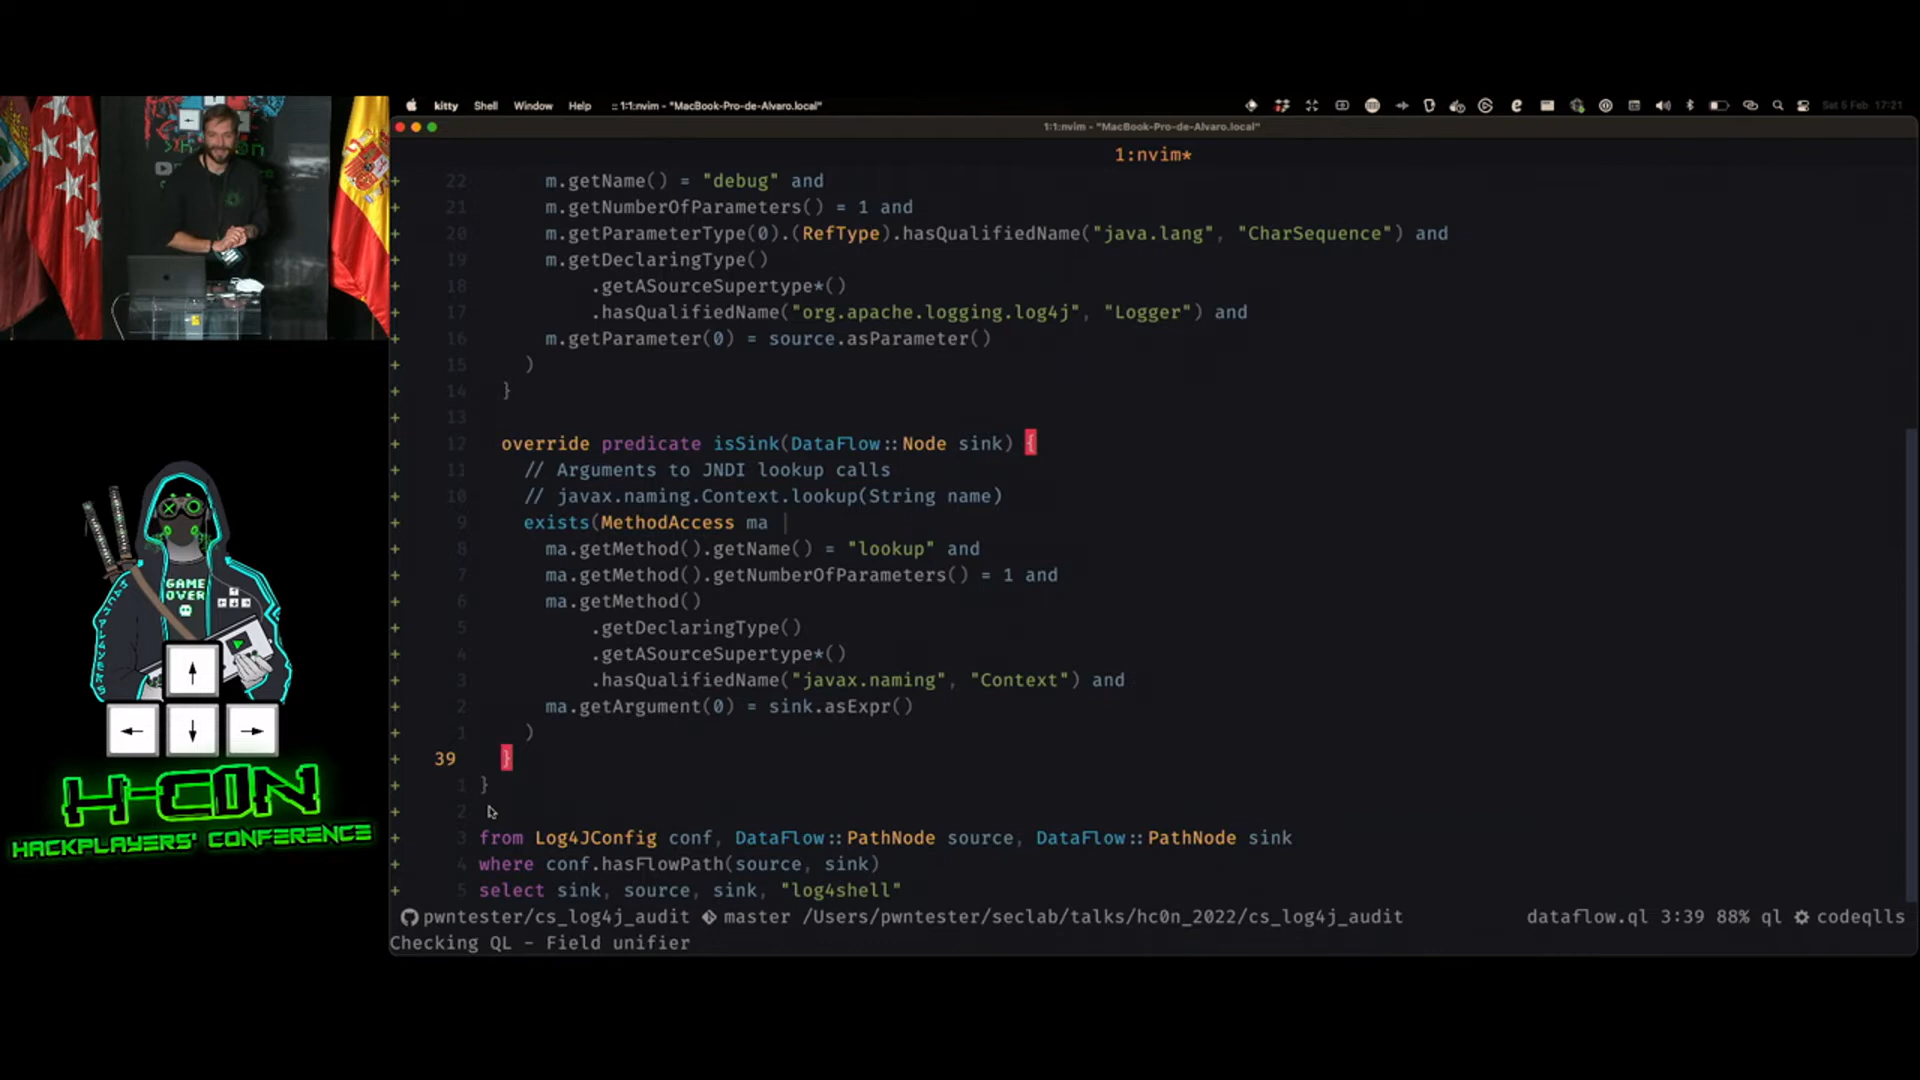 kitty Shell Window Help :: 1:1:nvim - "MacBook-Pro-de-Alvaro.local"
Sat 5 Feb 17:21
1:1:nvim - "MacBook-Pro-de-Alvaro.local"
1:nvim*
+ 22 m.getName() = "debug" and
+ 21 m.getNumberOfParameters() = 1 and
+ 20 m.getParameterType(0).(RefType).hasQualifiedName("java.lang", "CharSequence") and
+ 19 m.getDeclaringType()
+ 18 .getASourceSupertype*()
+ 17 .hasQualifiedName("org.apache.logging.log4j", "Logger") and
+ 16 m.getParameter(0) = source.asParameter()
+ 15 )
+ 14 }
+ 13
+ 12 override predicate isSink(DataFlow::Node sink) {
+ 11 // Arguments to JNDI lookup calls
+ 10 // javax.naming.Context.lookup(String name)
+ 9 exists(MethodAccess ma |
+ 8 ma.getMethod().getName() = "lookup" and
+ 7 ma.getMethod().getNumberOfParameters() = 1 and
+ 6 ma.getMethod()
+ 5 .getDeclaringType()
+ 4 .getASourceSupertype*()
+ 3 .hasQualifiedName("javax.naming", "Context") and
+ 2 ma.getArgument(0) = sink.asExpr()
+ 1 )
+ 39 }
+ 1 }
+ 2
+ 3 from Log4JConfig conf, DataFlow::PathNode source, DataFlow::PathNode sink
+ 4 where conf.hasFlowPath(source, sink)
+ 5 select sink, source, sink, "log4shell"
pwntester/cs_log4j_audit master /Users/pwntester/seclab/talks/hc0n_2022/cs_log4j_audit dataflow.ql 3:39 88% ql codeqlls
Checking QL - Field unifier
GAME
OVER
H-C0N
HACKPLAYERS' CONFERENCE